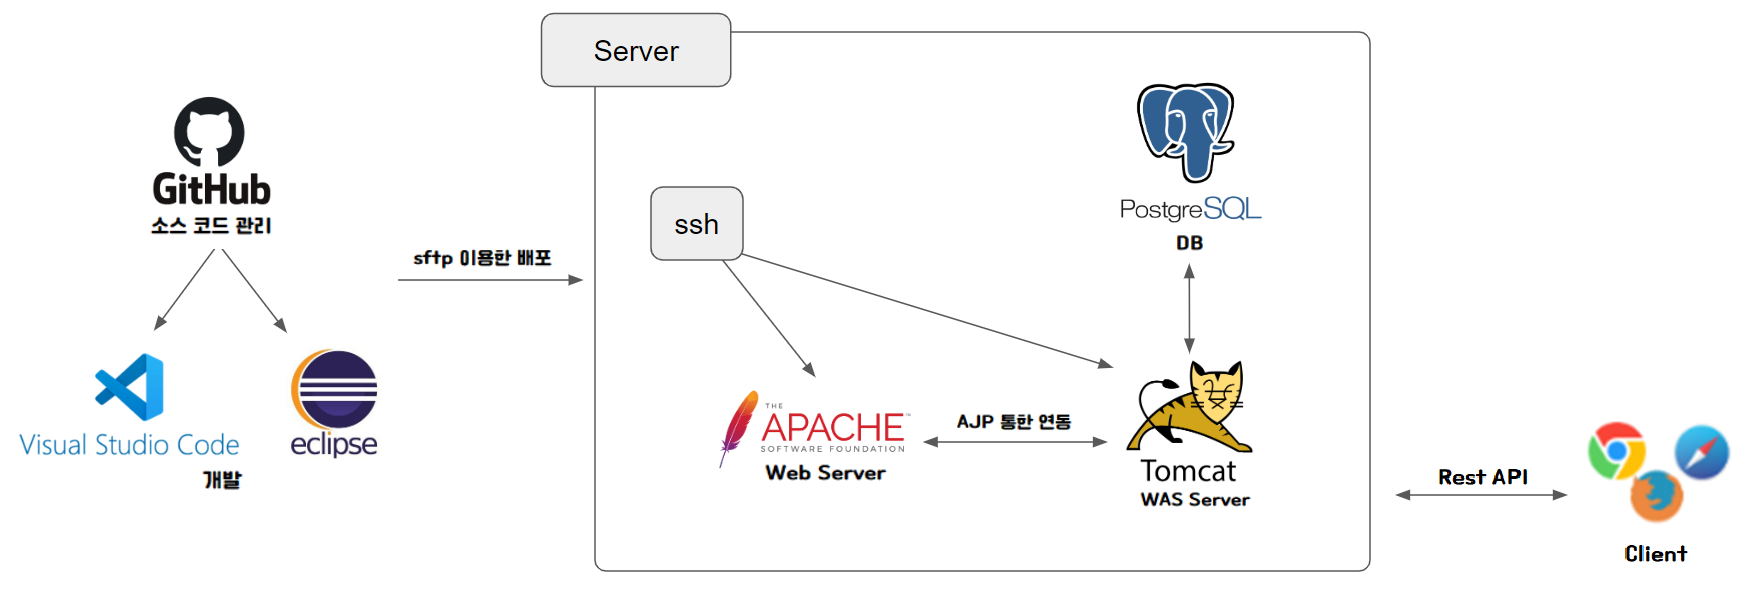 Server
GitHub
소스 코드 관리
sftp 이용한 배포
Visual Studio Code
eclipse
개발
ssh
PostgreSQL
DB
THE
APACHE™
SOFTWARE FOUNDATION
Web Server
AJP 통한 연동
Tomcat
WAS Server
Rest API
Client